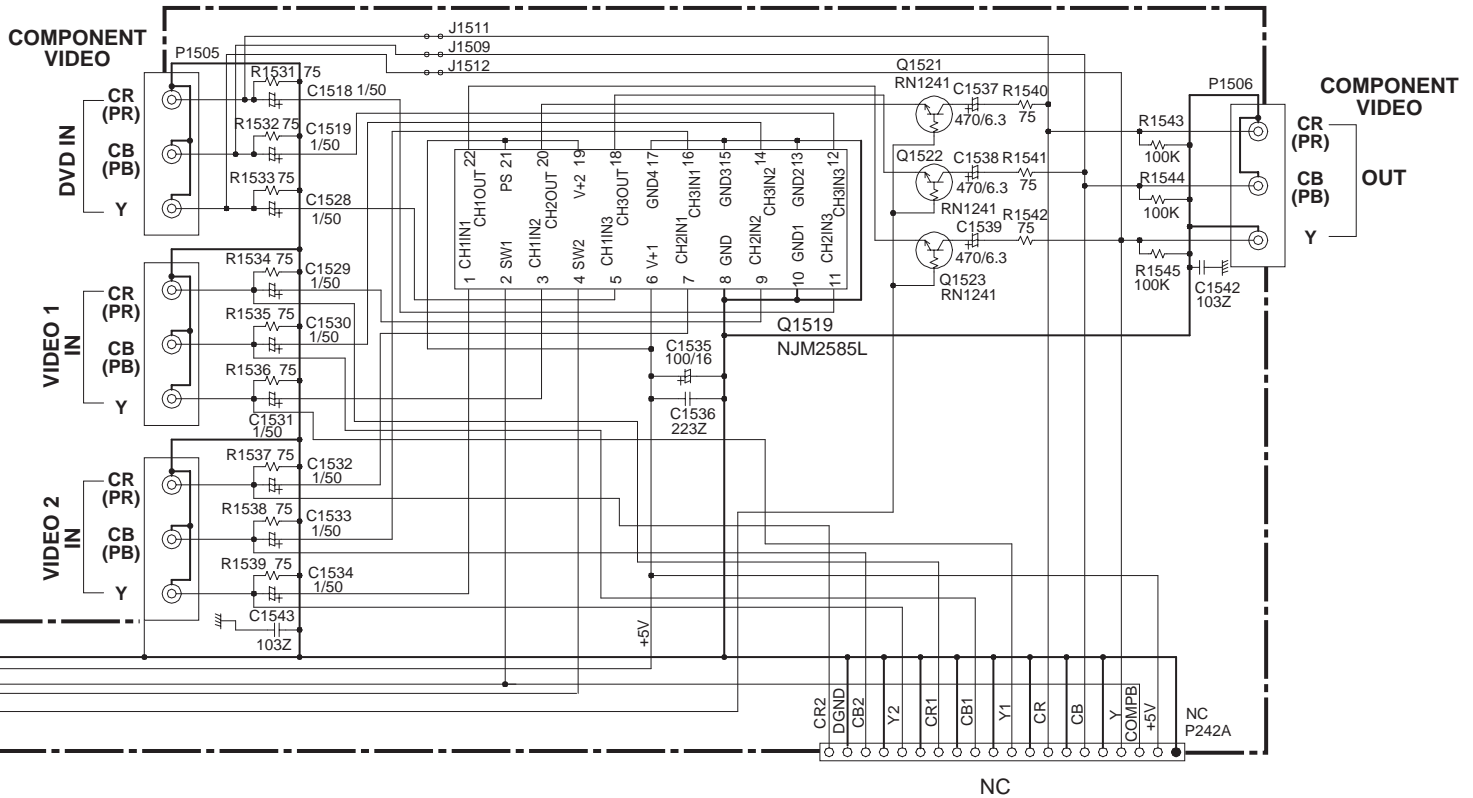 COMPONENT
VIDEO
P1505
DVD IN
CR
(PR)
CB
(PB)
Y
R1531 75
C1518 1/50
R1532 75
C1519
1/50
R1533 75
C1528
1/50
J1511
J1509
J1512
VIDEO 1
IN
CR
(PR)
CB
(PB)
Y
R1534 75
C1529
1/50
R1535 75
C1530
1/50
R1536 75
C1531
1/50
VIDEO 2
IN
CR
(PR)
CB
(PB)
Y
R1537 75
C1532
1/50
R1538 75
C1533
1/50
R1539 75
C1534
1/50
C1543
103Z
22
CH1OUT
PS 21
20
CH2OUT
19
V+2
18
CH3OUT
GND4 17
16
CH3IN1
GND3 15
14
CH3IN2
GND2 13
12
CH3IN3
1
CH1IN1
2
SW1
3
CH1IN2
4
SW2
5
CH1IN3
6
V+1
7
CH2IN1
8
GND
9
CH2IN2
10
GND1
11
CH2IN3
Q1519
NJM2585L
C1535
100/16
C1536
223Z
+5V
Q1521
RN1241
C1537
470/6.3
R1540
75
Q1522
RN1241
C1538
470/6.3
R1541
75
Q1523
RN1241
C1539
470/6.3
R1542
75
P1506
R1543
100K
R1544
100K
R1545
100K
C1542
103Z
COMPONENT
VIDEO
CR
(PR)
CB
(PB)
Y
OUT
CR2
DGND
CB2
Y2
CR1
CB1
Y1
CR
CB
Y
COMPB
+5V
NC
P242A
NC